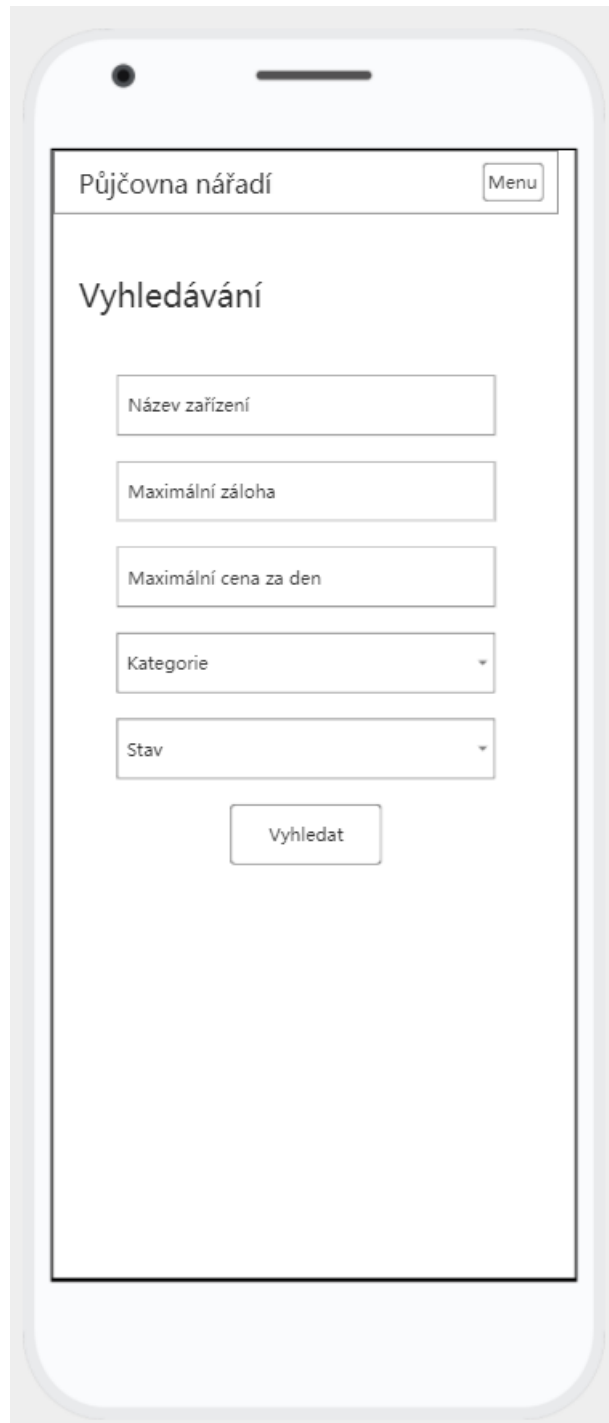 Půjčovna nářadí
Menu
Vyhledávání
Název zařízení
Maximální záloha
Maximální cena za den
Kategorie
Stav
Vyhledat